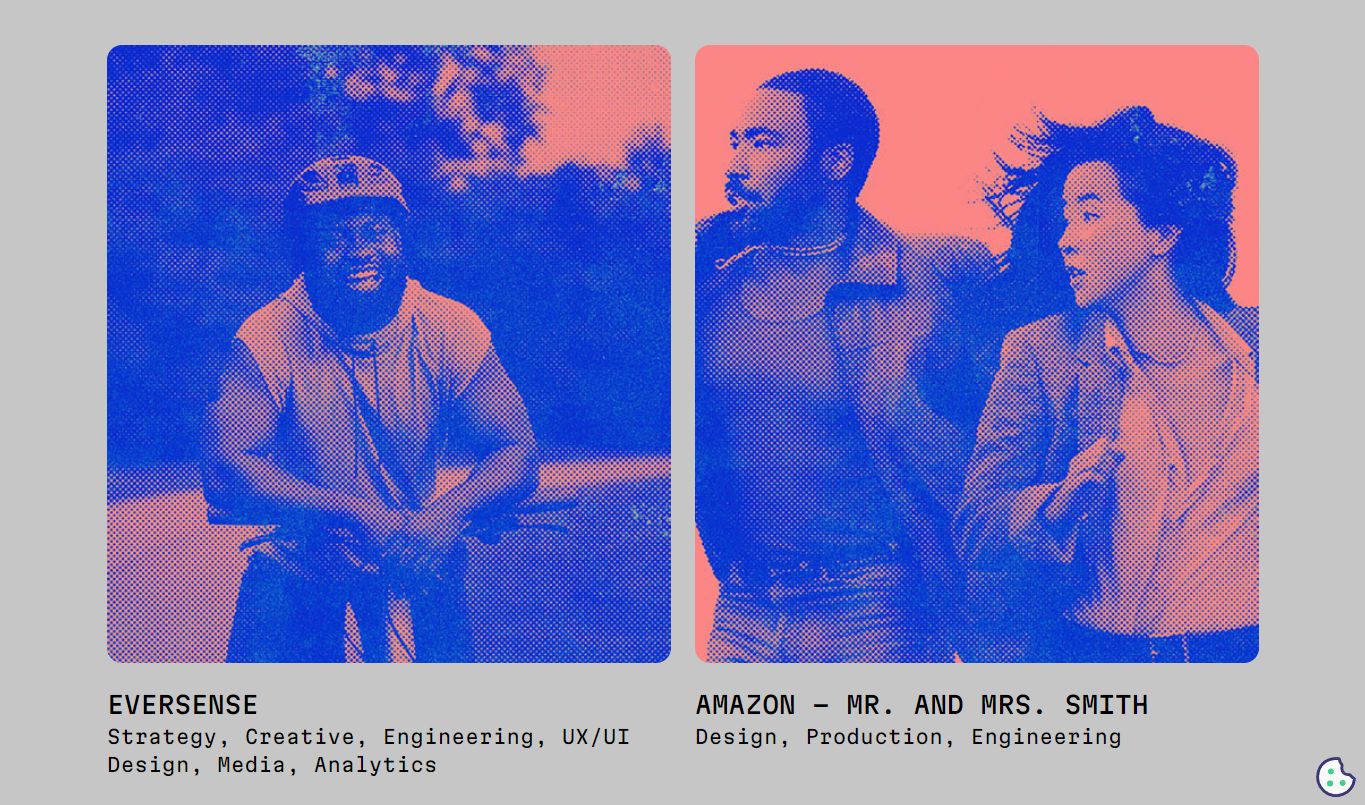 EVERSENSE
Strategy, Creative, Engineering, UX/UI
Design, Media, Analytics
AMAZON – MR. AND MRS. SMITH
Design, Production, Engineering